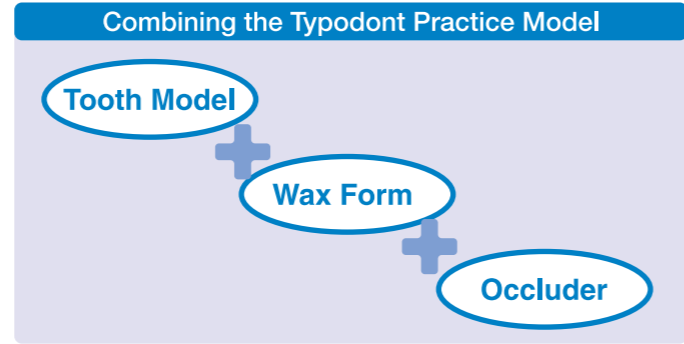 Combining the Typodont Practice Model
Tooth Model
Wax Form
Occluder